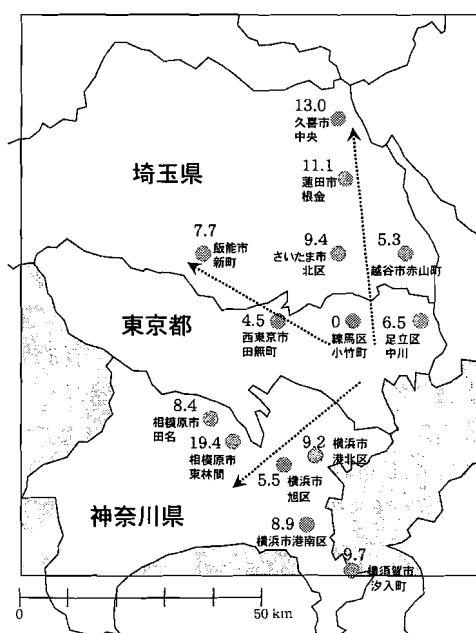 13.0
久喜市
中央
11.1
蓮田市
根金
埼玉県
7.7
飯能市
新町
9.4
さいたま市
北区
5.3
越谷市赤山町
東京都
4.5
西東京市
田無町
0
練馬区
小竹町
6.5
足立区
中川
8.4
相模原市
田名
19.4
相模原市
東林間
9.2
横浜市
港北区
5.5
横浜市
旭区
神奈川県
8.9
横浜市港南区
9.7
横須賀市
汐入町
0
50 km